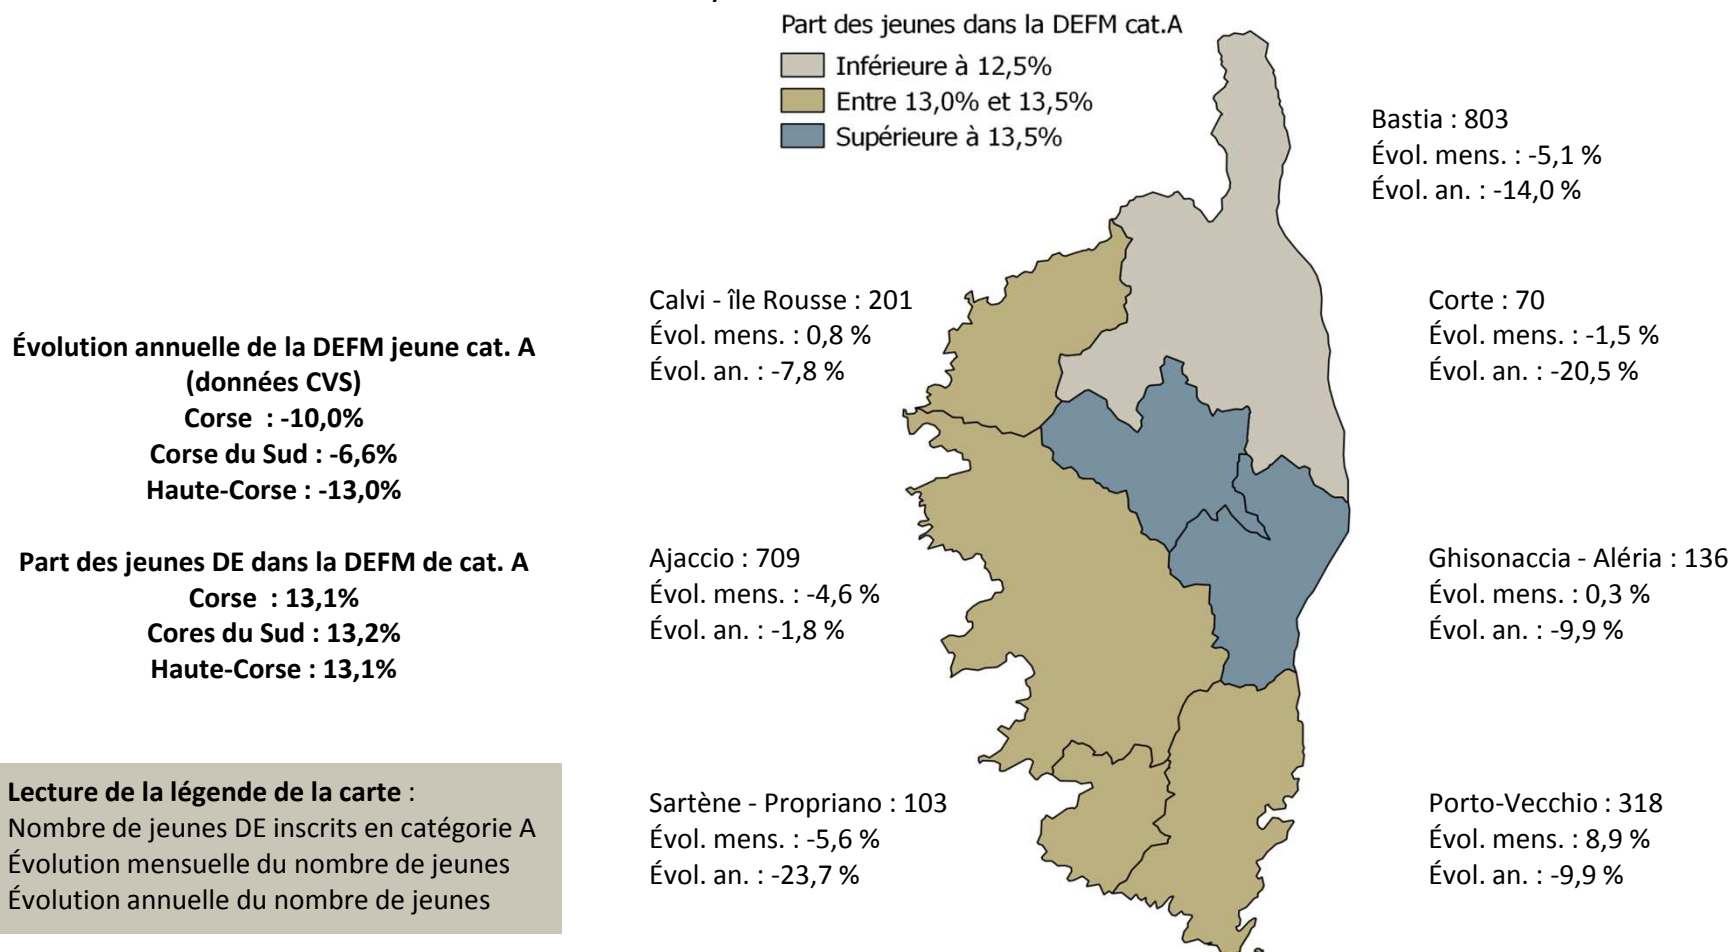 Part des jeunes dans la DEFM cat.A
Inférieure à 12,5%
Entre 13,0% et 13,5%
Supérieure à 13,5%
Bastia : 803
Évol. mens. : -5,1 %
Évol. an. : -14,0 %
Calvi - île Rousse : 201
Évol. mens. : 0,8 %
Évol. an. : -7,8 %
Corte : 70
Évol. mens. : -1,5 %
Évol. an. : -20,5 %
Évolution annuelle de la DEFM jeune cat. A
(données CVS)
Corse : -10,0%
Corse du Sud : -6,6%
Haute-Corse : -13,0%
Part des jeunes DE dans la DEFM de cat. A
Corse : 13,1%
Cores du Sud : 13,2%
Haute-Corse : 13,1%
Ajaccio : 709
Évol. mens. : -4,6 %
Évol. an. : -1,8 %
Ghisonaccia - Aléria : 136
Évol. mens. : 0,3 %
Évol. an. : -9,9 %
Lecture de la légende de la carte :
Nombre de jeunes DE inscrits en catégorie A
Évolution mensuelle du nombre de jeunes
Évolution annuelle du nombre de jeunes
Sartène - Propriano : 103
Évol. mens. : -5,6 %
Évol. an. : -23,7 %
Porto-Vecchio : 318
Évol. mens. : 8,9 %
Évol. an. : -9,9 %